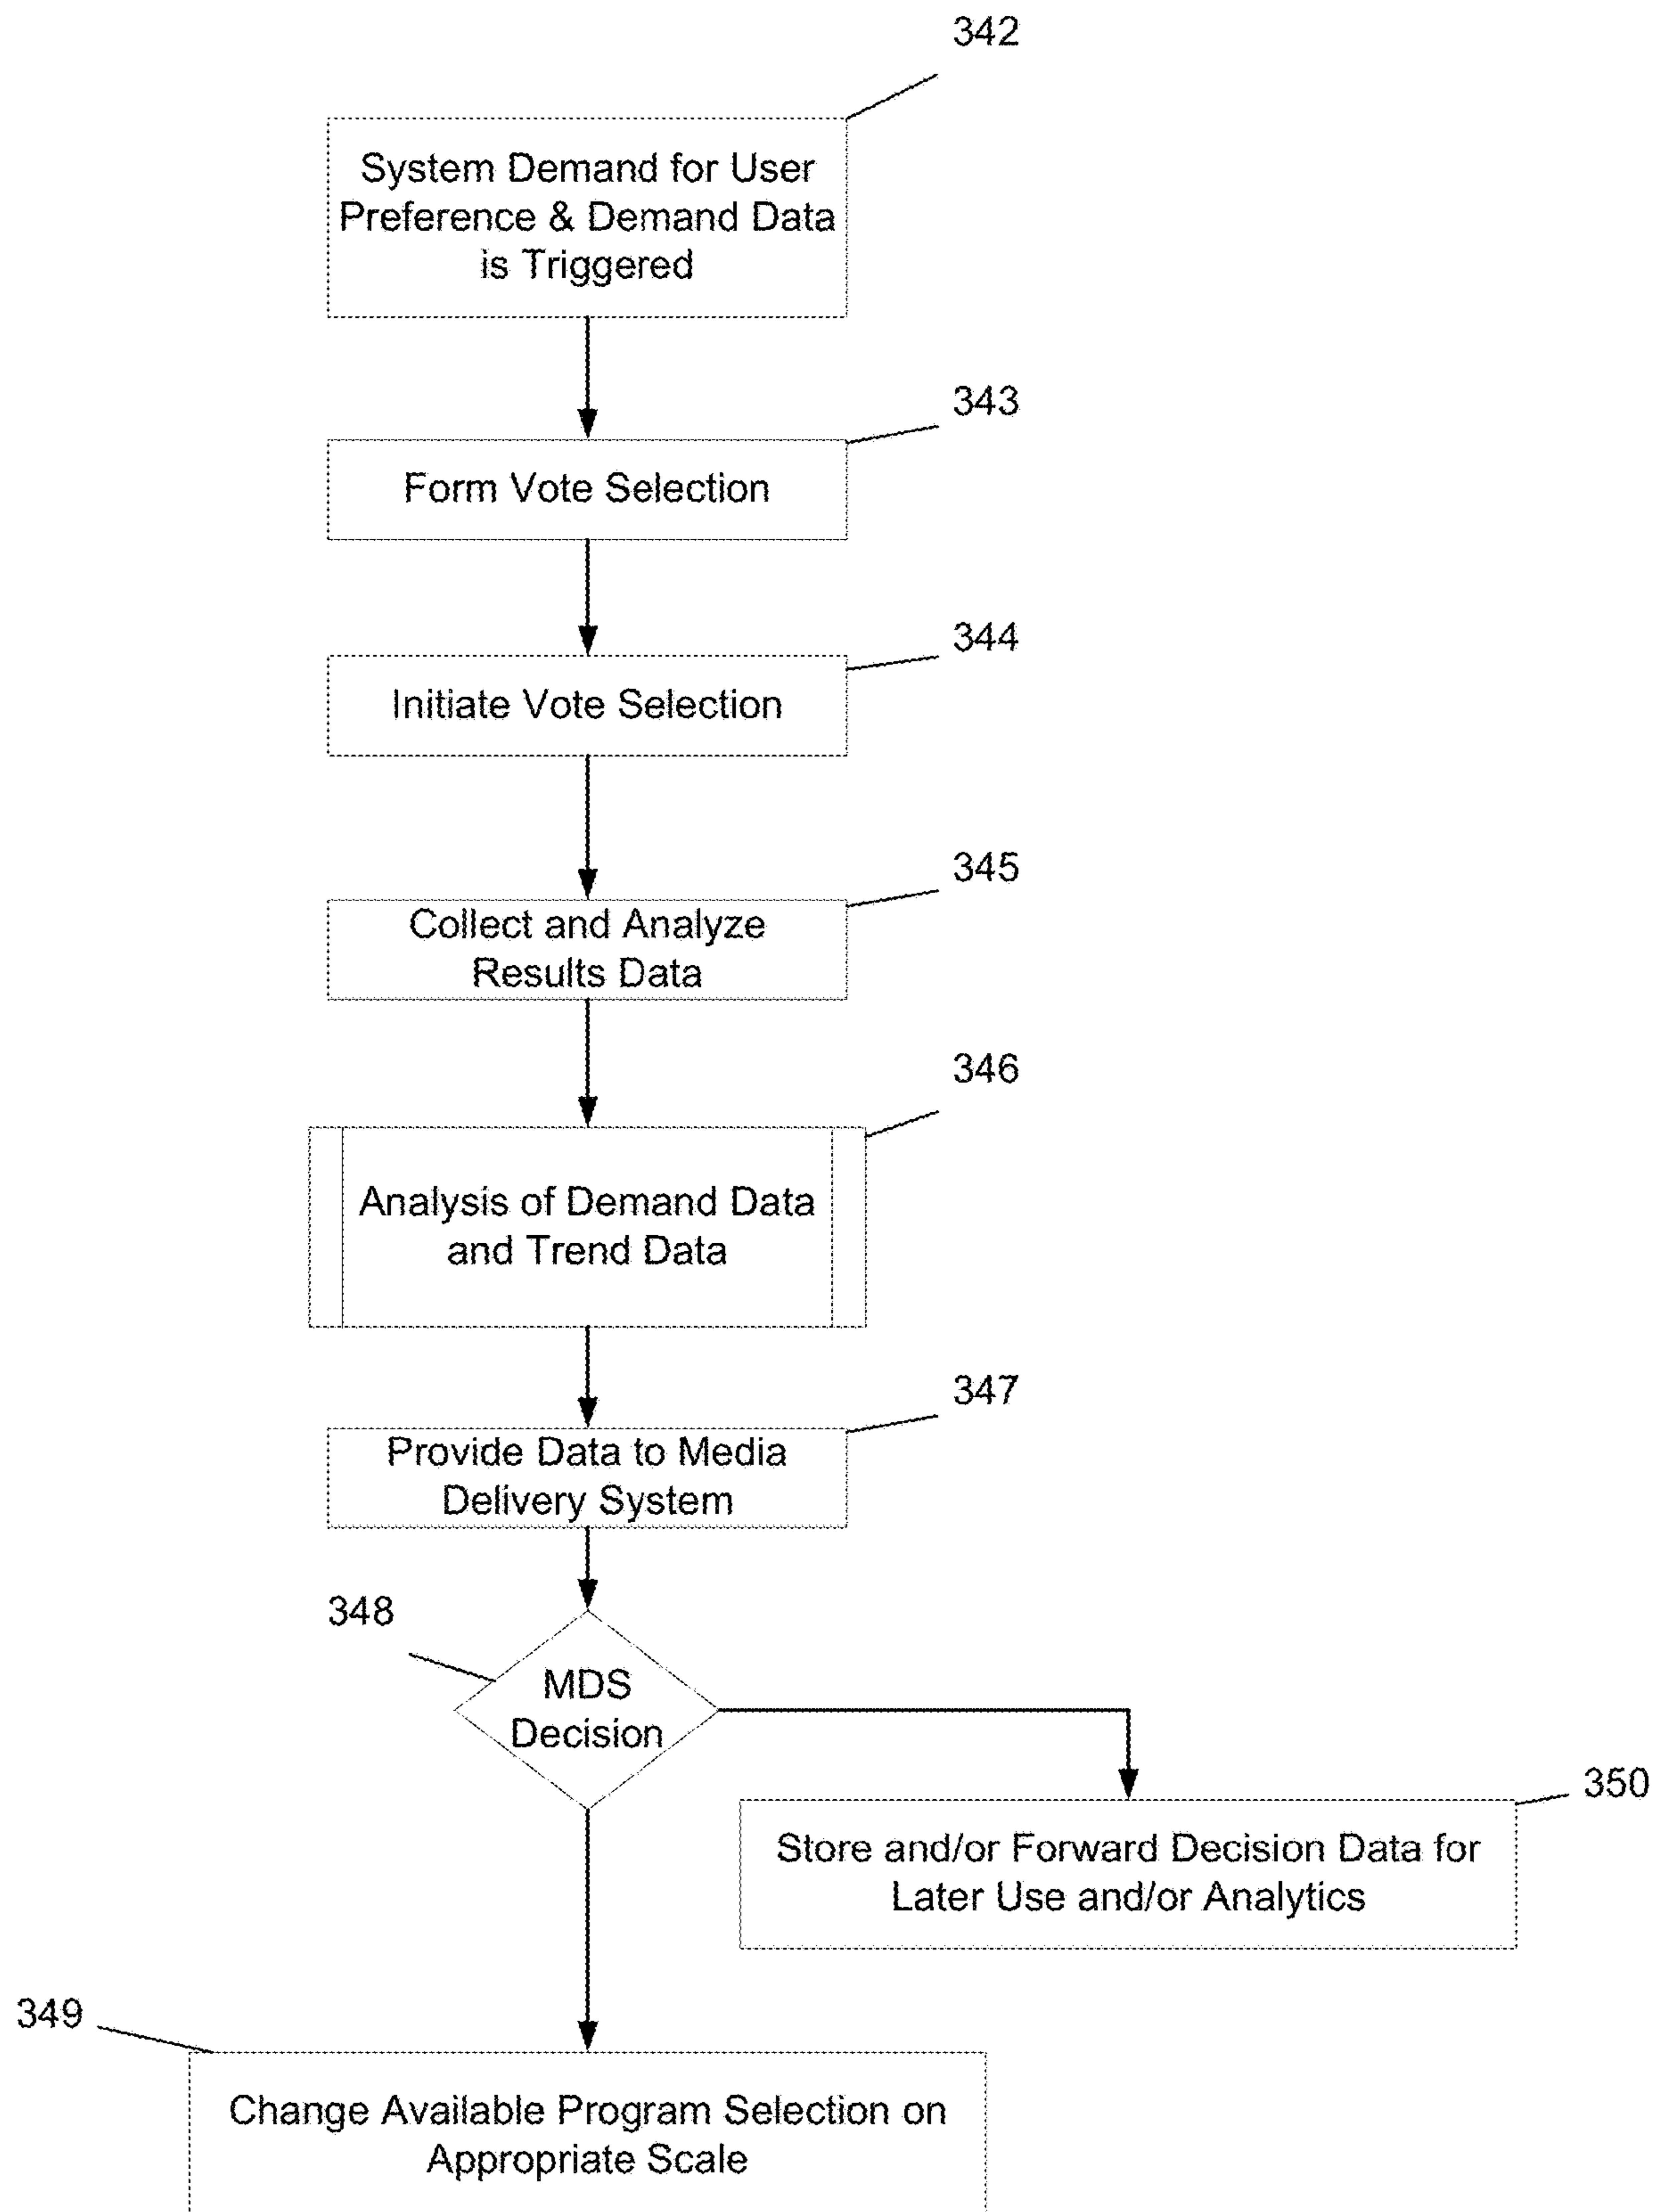 342
System Demand for User
Preference & Demand Data
is Triggered
343
Form Vote Selection
344
Initiate Vote Selection
345
Collect and Analyze
Results Data
346
Analysis of Demand Data
and Trend Data
347
Provide Data to Media
Delivery System
348
MDS
Decision
350
Store and/or Forward Decision Data for
Later Use and/or Analytics
349
Change Available Program Selection on
Appropriate Scale